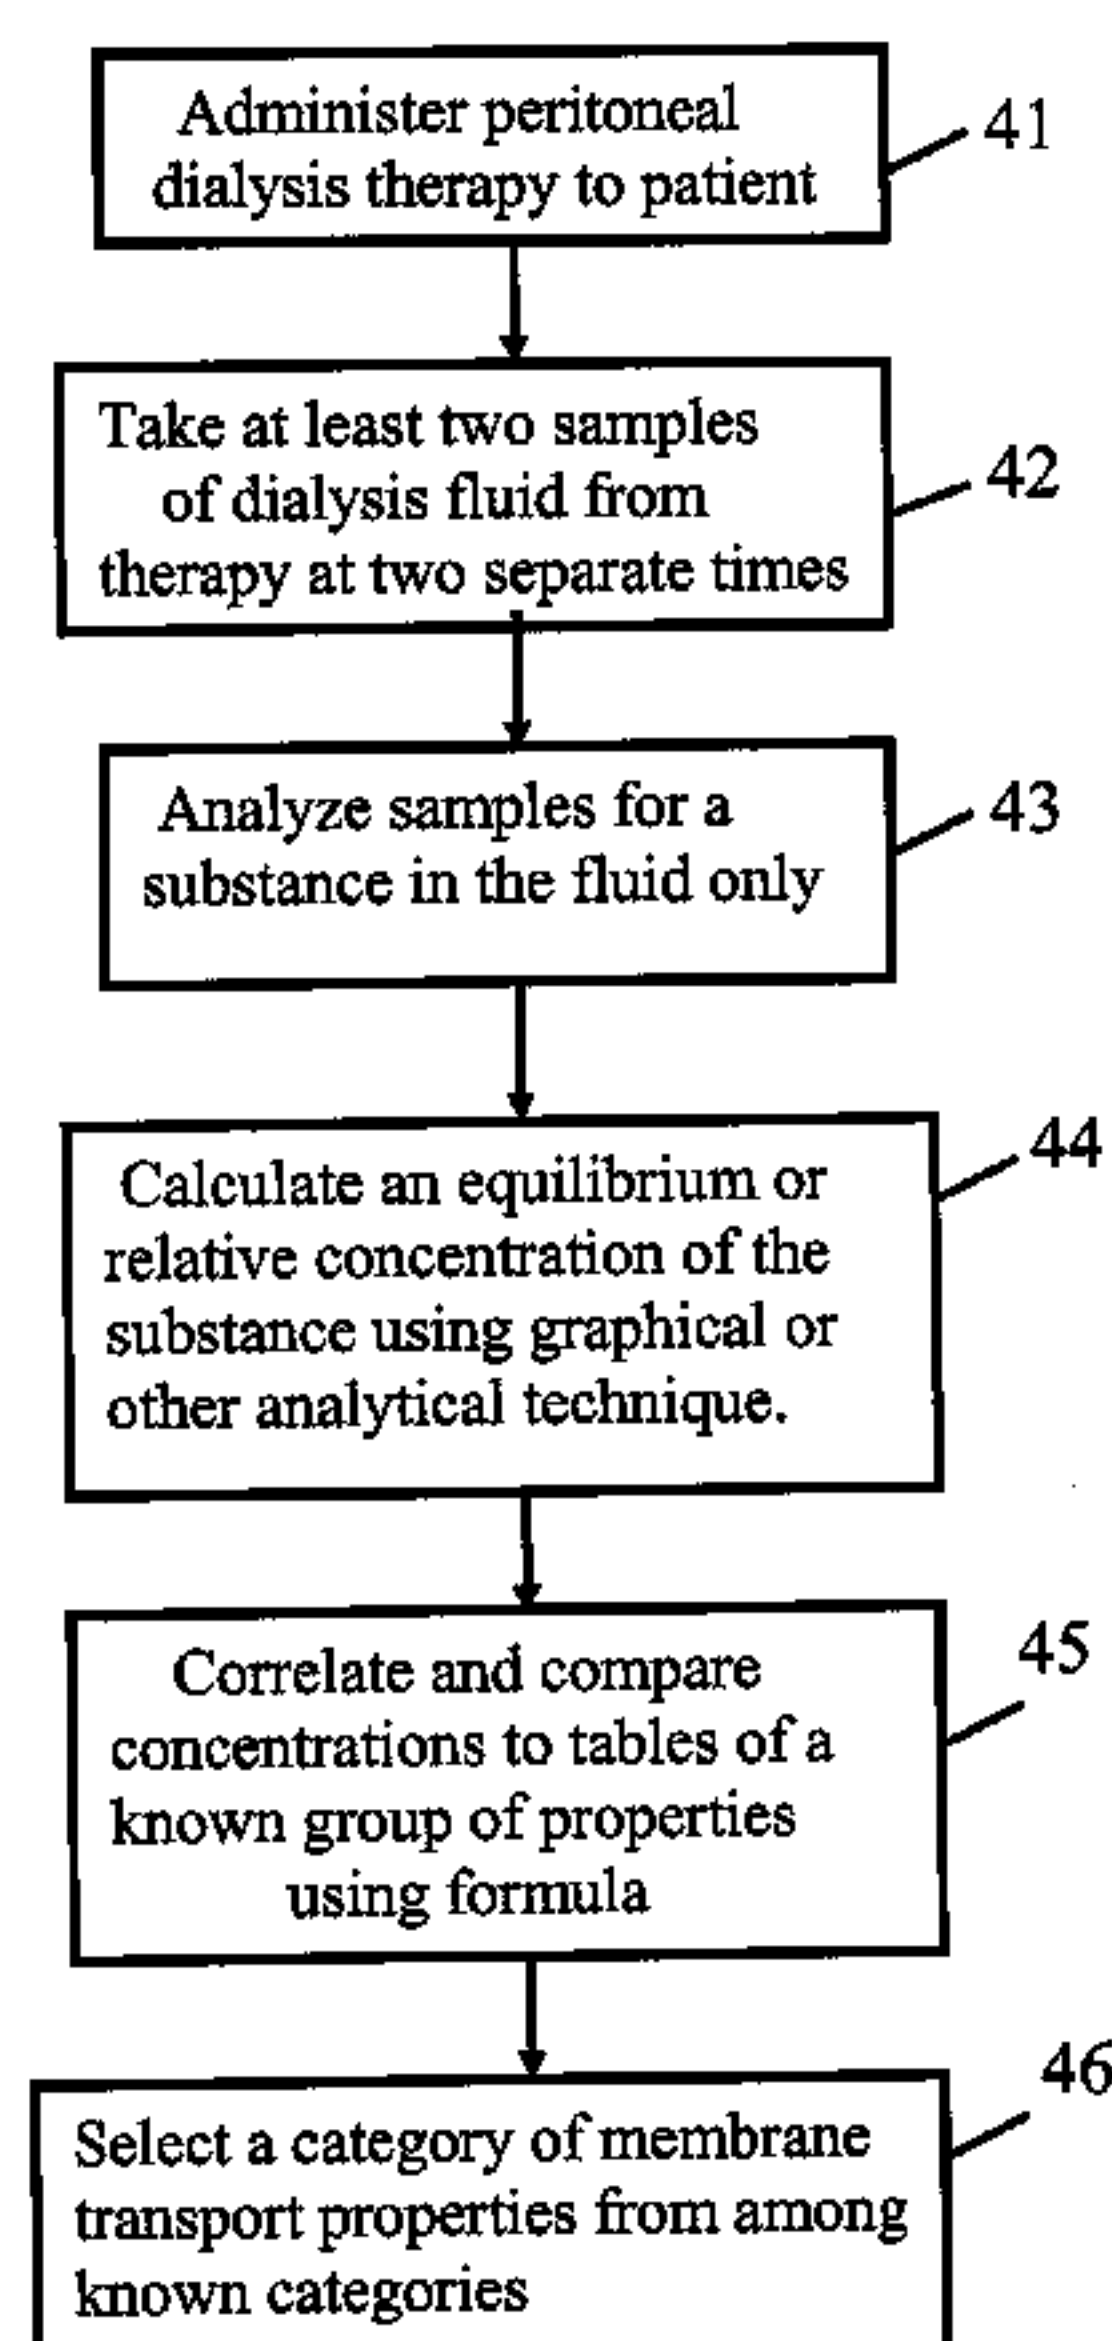 Administer peritoneal
dialysis therapy to patient
41
Take at least two samples
of dialysis fluid from
therapy at two separate times
42
Analyze samples for a
substance in the fluid only
43
Calculate an equilibrium or
relative concentration of the
substance using graphical or
other analytical technique.
44
Correlate and compare
concentrations to tables of a
known group of properties
using formula
45
Select a category of membrane
transport properties from among
known categories
46